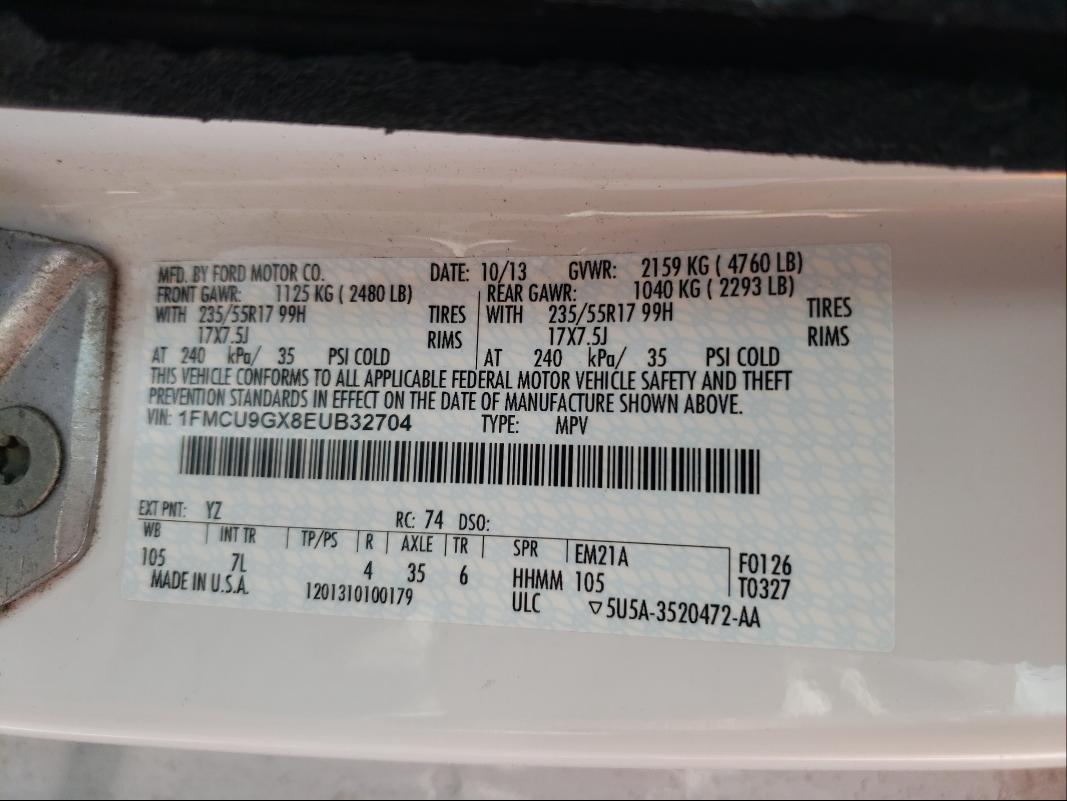 MFD. BY FORD MOTOR CO. DATE: 10/13 GVWR: 2159 KG ( 4760 LB)
FRONT GAWR: 1125 KG ( 2480 LB) REAR GAWR: 1040 KG ( 2293 LB)
WITH 235/55R17 99H TIRES WITH 235/55R17 99H TIRES
17X7.5J RIMS 17X7.5J RIMS
AT 240 kPa/ 35 PSI COLD AT 240 kPa/ 35 PSI COLD
THIS VEHICLE CONFORMS TO ALL APPLICABLE FEDERAL MOTOR VEHICLE SAFETY AND THEFT
PREVENTION STANDARDS IN EFFECT ON THE DATE OF MANUFACTURE SHOWN ABOVE.
VIN: 1FMCU9GX8EUB32704 TYPE: MPV
EXT PNT: YZ RC: 74 DSO:
WB INT TR TP/PS R AXLE TR SPR EM21A F0126
105 7L 4 35 6 HHMM 105 T0327
MADE IN U.S.A. 1201310100179 ULC ▽5U5A-3520472-AA